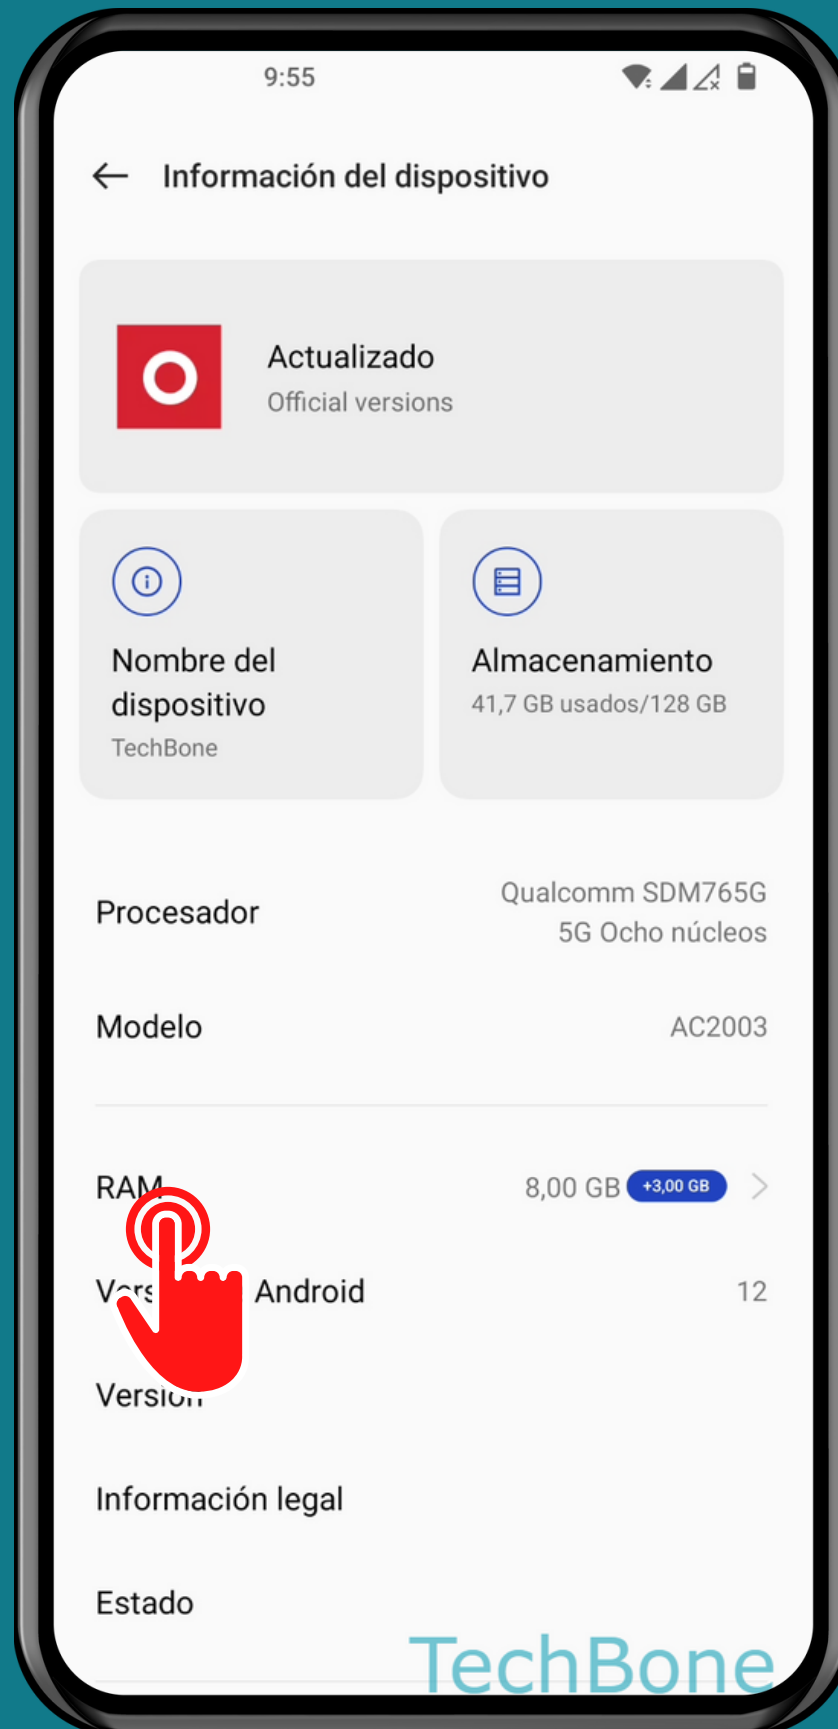 9:55
Información del dispositivo
Actualizado
Official versions
Nombre del
dispositivo
TechBone
Almacenamiento
41,7 GB usados/128 GB
Procesador
Qualcomm SDM765G
5G Ocho núcleos
Modelo
AC2003
RAM
8,00 GB +3,00 GB
Android
12
Versión
Información legal
Estado
TechBone